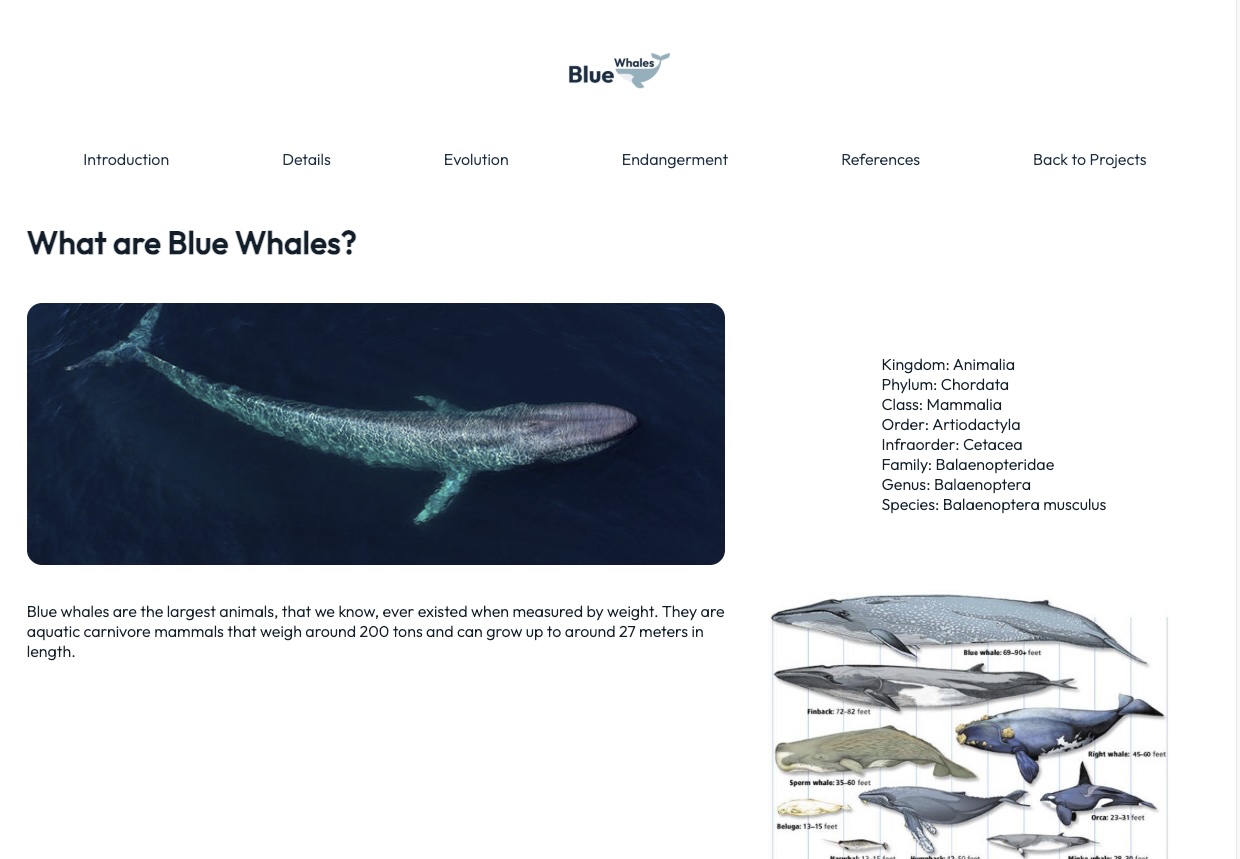 Blue Whales
Introduction
Details
Evolution
Endangerment
References
Back to Projects
What are Blue Whales?
Kingdom: Animalia
Phylum: Chordata
Class: Mammalia
Order: Artiodactyla
Infraorder: Cetacea
Family: Balaenopteridae
Genus: Balaenoptera
Species: Balaenoptera musculus
Blue whales are the largest animals, that we know, ever existed when measured by weight. They are
aquatic carnivore mammals that weigh around 200 tons and can grow up to around 27 meters in
length.
Blue whale: 69-90+ feet
Finback: 72-82 feet
Right whale: 45-60 feet
Sperm whale: 35-60 feet
Orca: 23-31 feet
Beluga: 13-15 feet